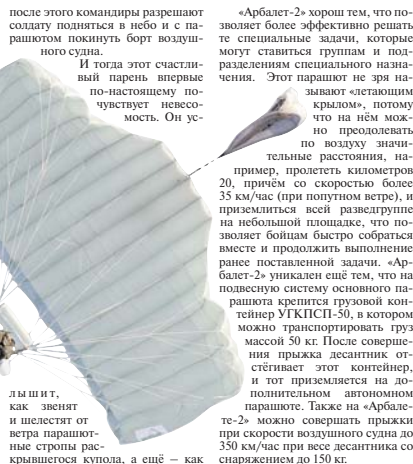 после этого командиры разрешают
солдату подняться в небо и с па-
рашютом покинуть борт воздуш-
ного судна.
И тогда этот счастли-
вый парень впервые
по-настоящему по-
чувствует невесо-
мость. Он ус-
лышит,
как звенят
и шелестят от
ветра парашют-
ные стропы рас-
крывшегося купола, а ещё – как
«Арбалет-2» хорош тем, что по-
зволяет более эффективно решать
те специальные задачи, которые
могут ставиться группам и под-
разделениям специального назна-
чения. Этот парашют не зря на-
зывают «летающим
крылом», потому
что на нём мож-
но преодолевать
по воздуху значи-
тельные расстояния, на-
пример, пролететь километров
20, причём со скоростью более
35 км/час (при попутном ветре), и
приземлиться всей разведгруппе
на небольшой площадке, что по-
зволяет бойцам быстро собраться
вместе и продолжить выполнение
ранее поставленной задачи. «Ар-
балет-2» уникален ещё тем, что на
подвесную систему основного па-
рашюта крепится грузовой кон-
тейнер УГКПСП-50, в котором
можно транспортировать груз
массой 50 кг. После соверше-
ния прыжка десантник от-
стёгивает этот контейнер,
и тот приземляется на до-
полнительном автономном
парашюте. Также на «Арбале-
те-2» можно совершать прыжки
при скорости воздушного судна до
350 км/час при весе десантника со
снаряжением до 150 кг.